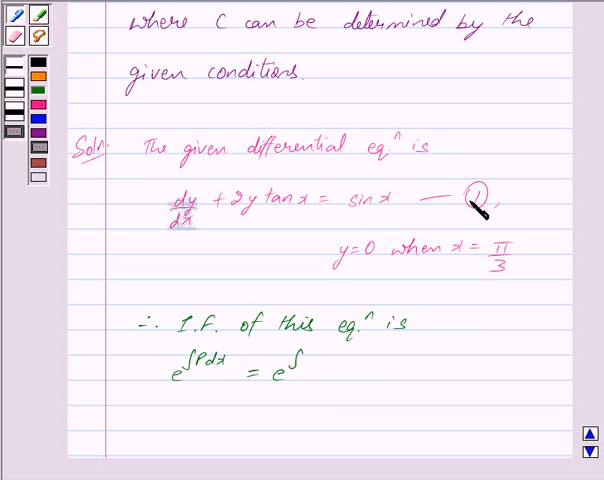 where C can be determined by the
given conditions.
Soln: The given differential eq.ⁿ is
dy/dx + 2y tan x = sin x — ①,
y=0 when x = π/3
∴ I.F. of this eq.ⁿ is
e^∫Pdx = e^∫